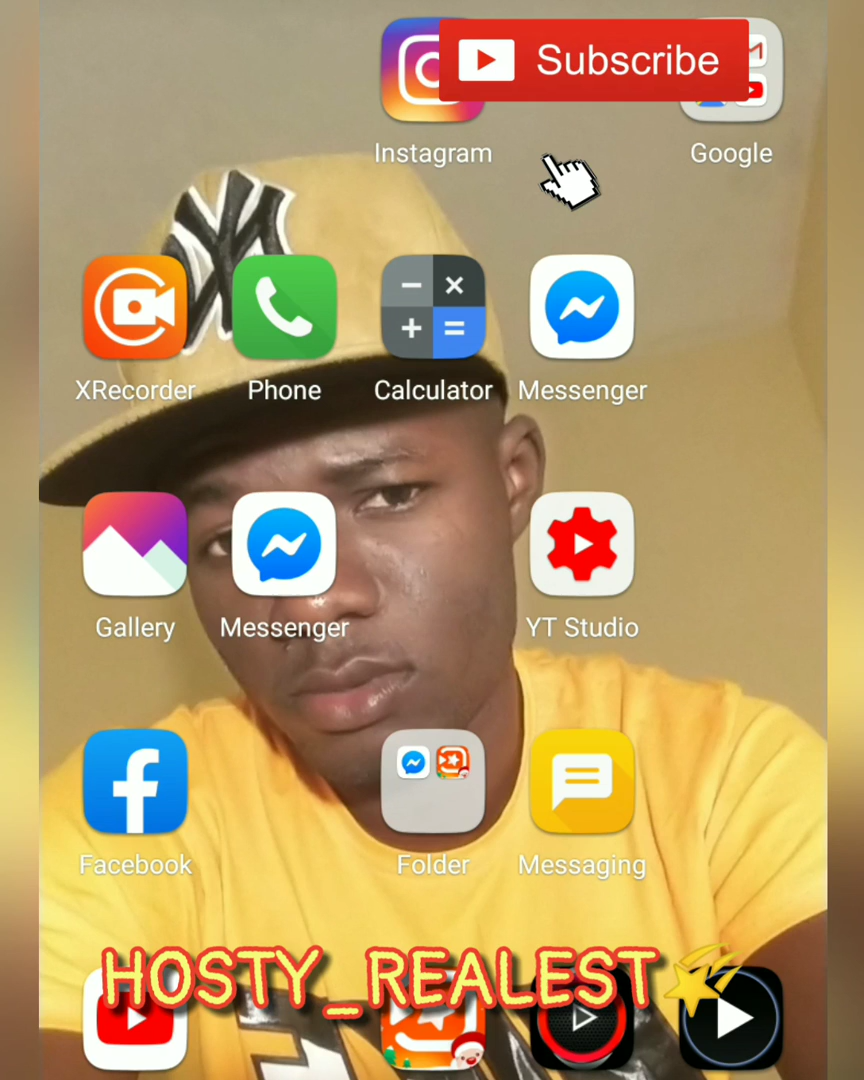 Subscribe
Instagram Google
XRecorder Phone Calculator Messenger
Gallery Messenger YT Studio
Facebook Folder Messaging
HOSTY_REALEST